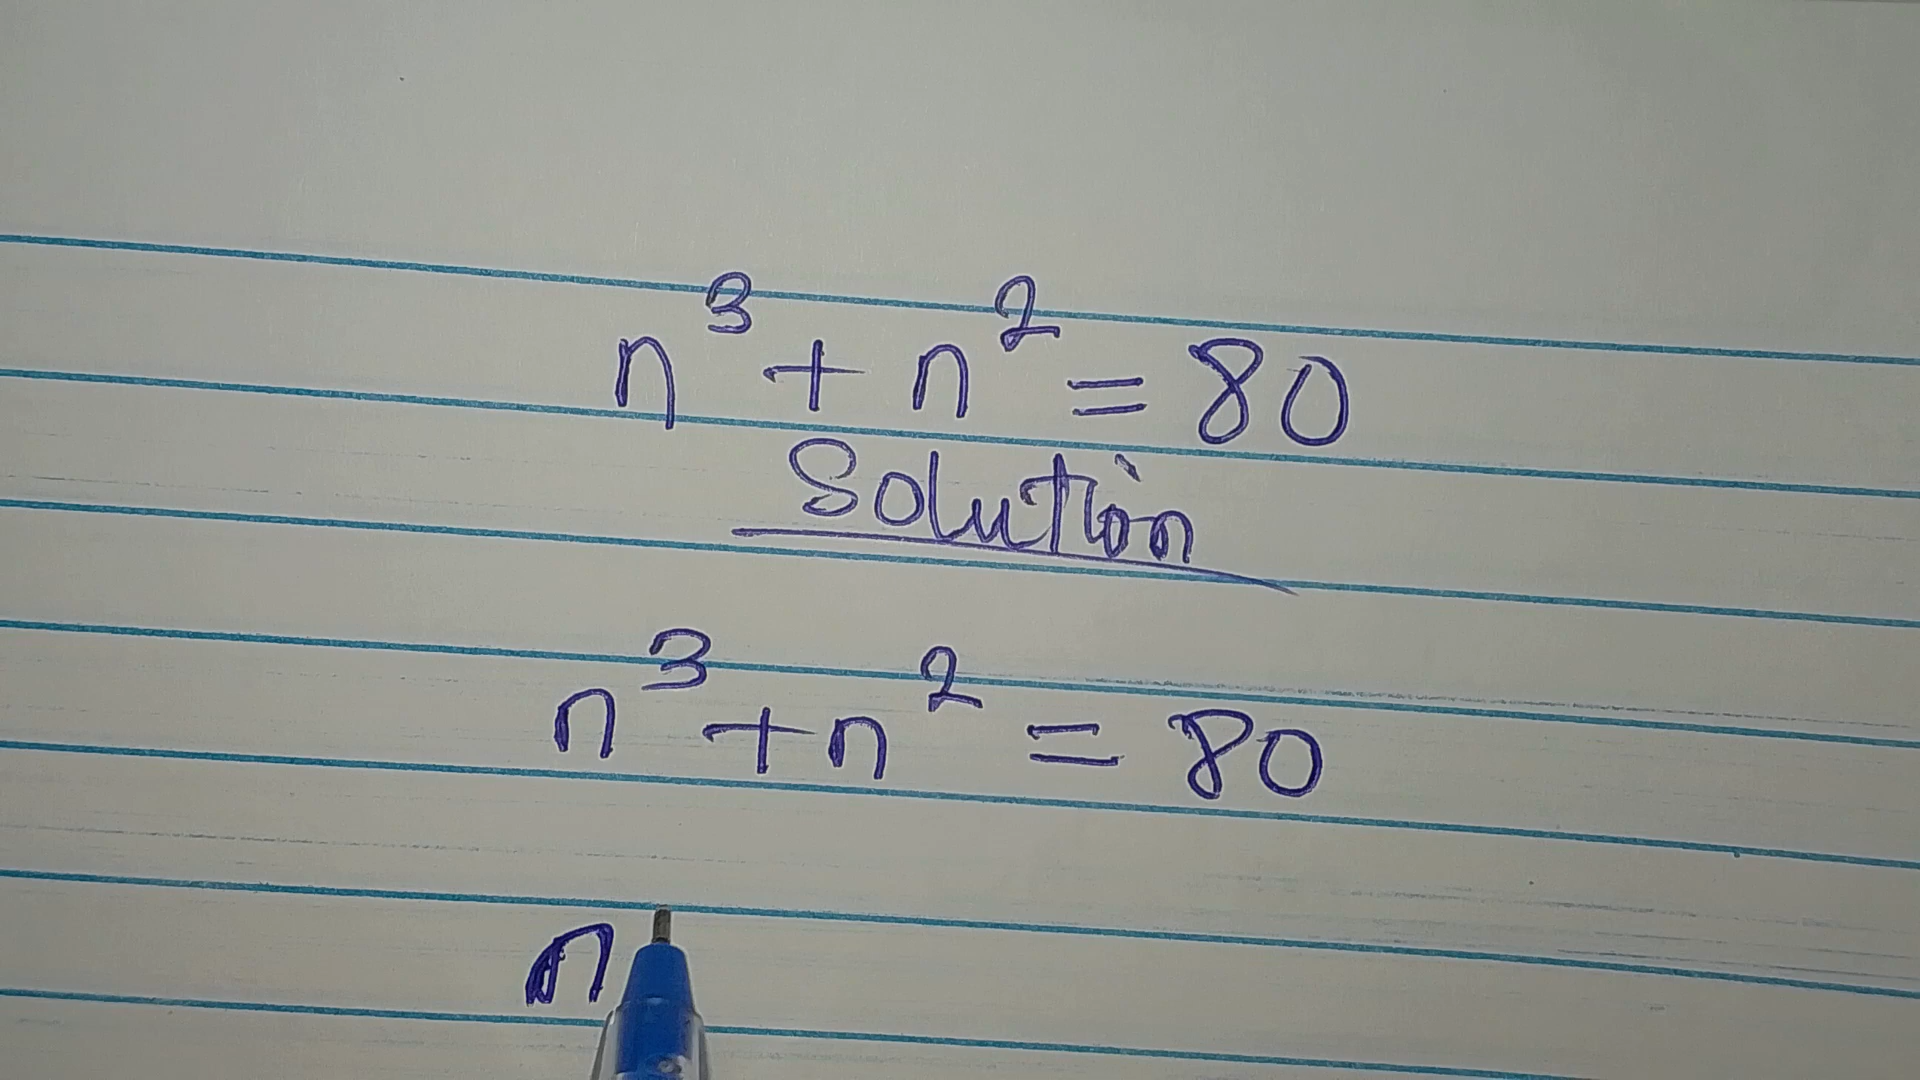 n³ + n² = 80
Solution
n³ + n² = 80
n